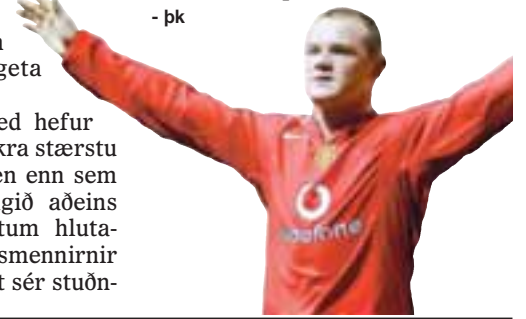 - þk
geta
ed hefur
kra stærstu
en enn sem
gið aðeins
tum hluta-
smennirnir
t sér stuðn-
vodafone